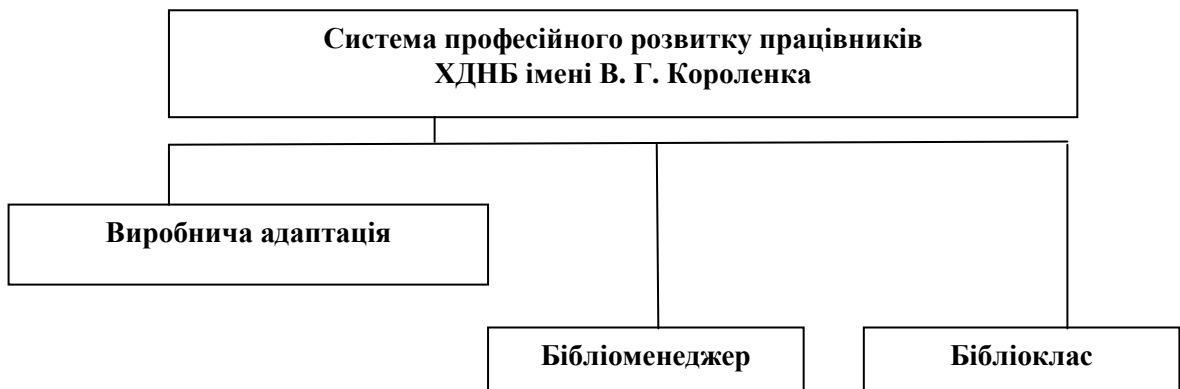 Система професійного розвитку працівників
ХДНБ імені В. Г. Короленка
Виробнича адаптація
Бібліоменеджер
Бібліоклас